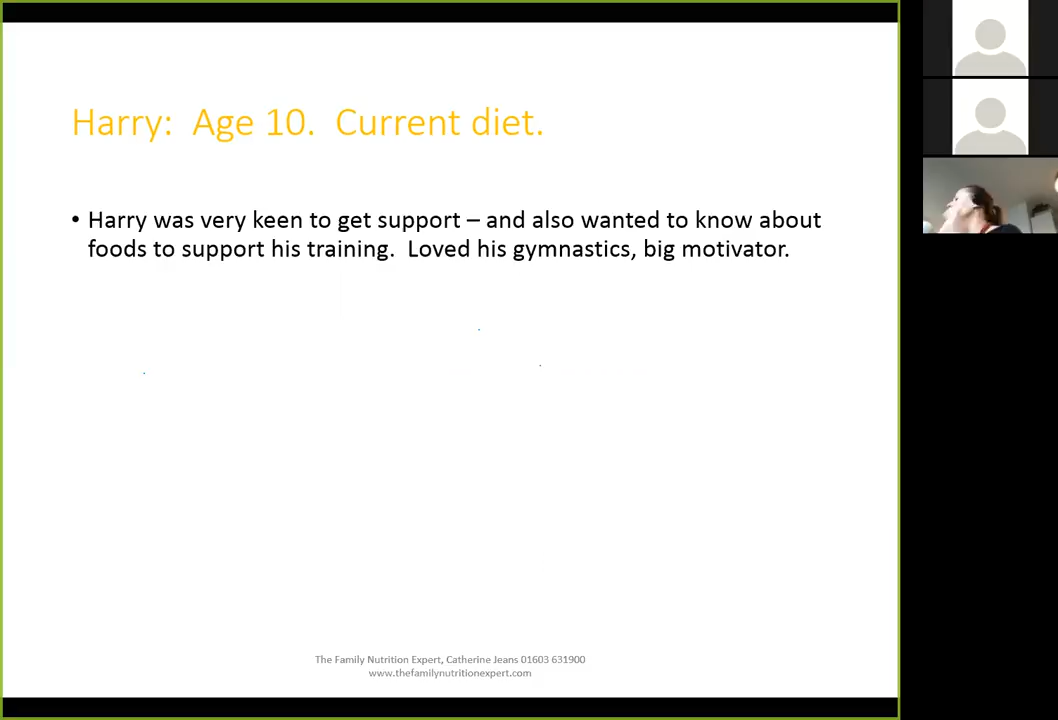 Harry:  Age 10.  Current diet.
• Harry was very keen to get support – and also wanted to know about
foods to support his training.  Loved his gymnastics, big motivator.
The Family Nutrition Expert, Catherine Jeans 01603 631900
www.thefamilynutritionexpert.com